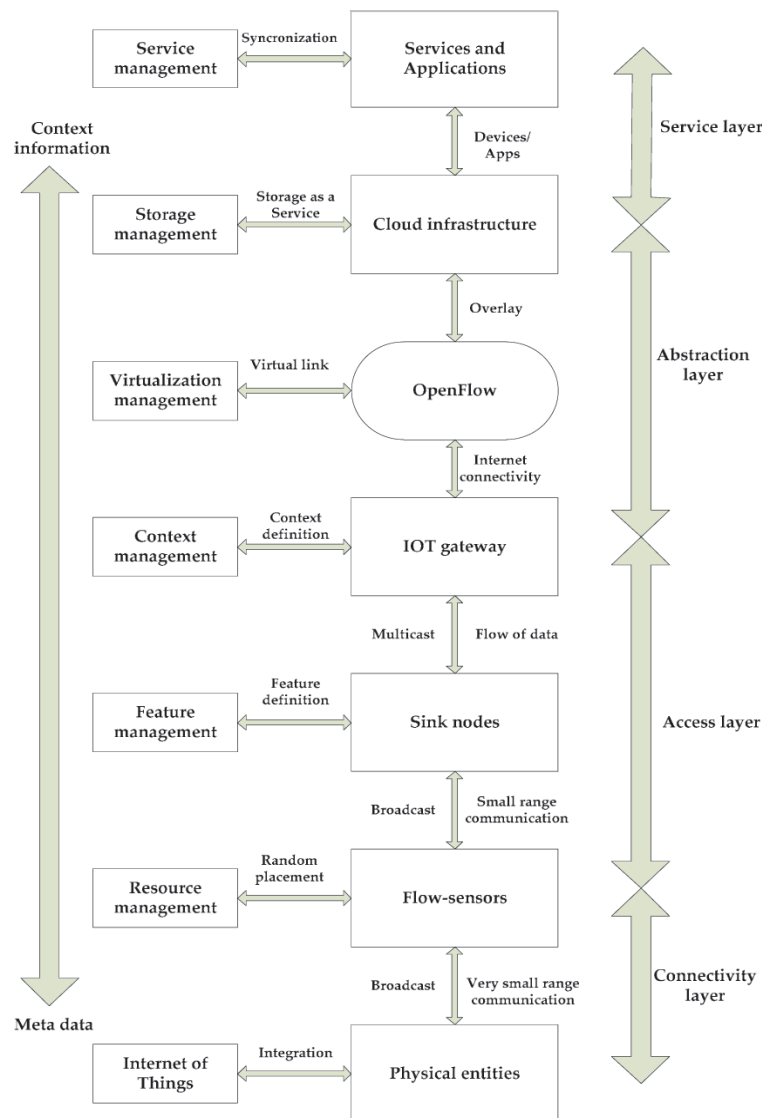 Service
management
Syncronization
Services and
Applications
Service layer
Context
information
Devices/
Apps
Storage
management
Storage as a
Service
Cloud infrastructure
Overlay
Abstraction
layer
Virtualization
management
Virtual link
OpenFlow
Internet
connectivity
Context
management
Context
definition
IOT gateway
Multicast
Flow of data
Feature
management
Feature
definition
Sink nodes
Access layer
Broadcast
Small range
communication
Resource
management
Random
placement
Flow-sensors
Broadcast
Very small range
communication
Connectivity
layer
Meta data
Internet of
Things
Integration
Physical entities